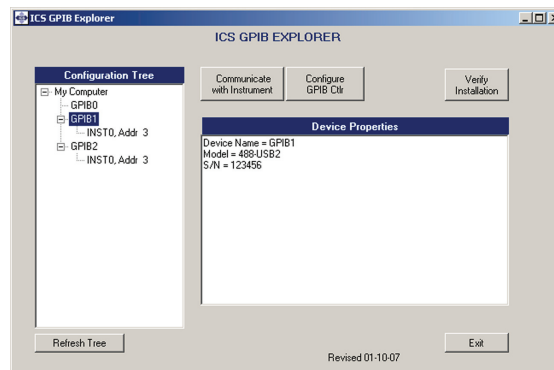 ICS GPIB Explorer
ICS GPIB EXPLORER
Configuration Tree
My Computer
GPIB0
GPIB1
INST0, Addr 3
GPIB2
INST0, Addr 3
Refresh Tree
Communicate
with Instrument
Configure
GPIB Ctlr
Verify
Installation
Device Properties
Device Name = GPIB1
Model = 488-USB2
S/N = 123456
Exit
Revised 01-10-07